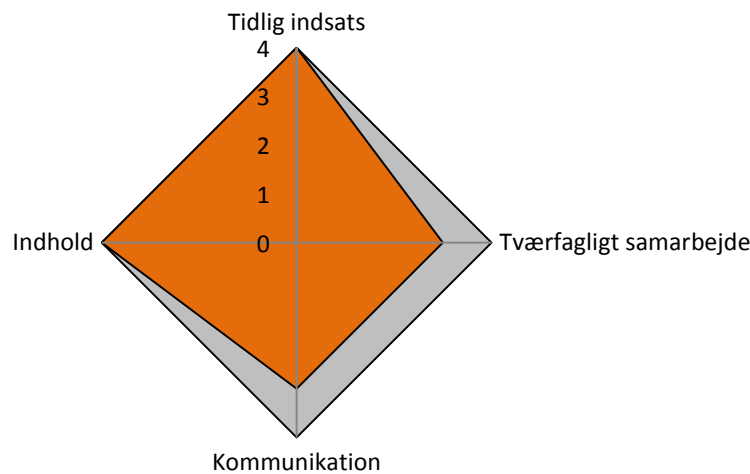 Tidlig indsats
4
3
2
1
0
Indhold
Tværfagligt samarbejde
Kommunikation